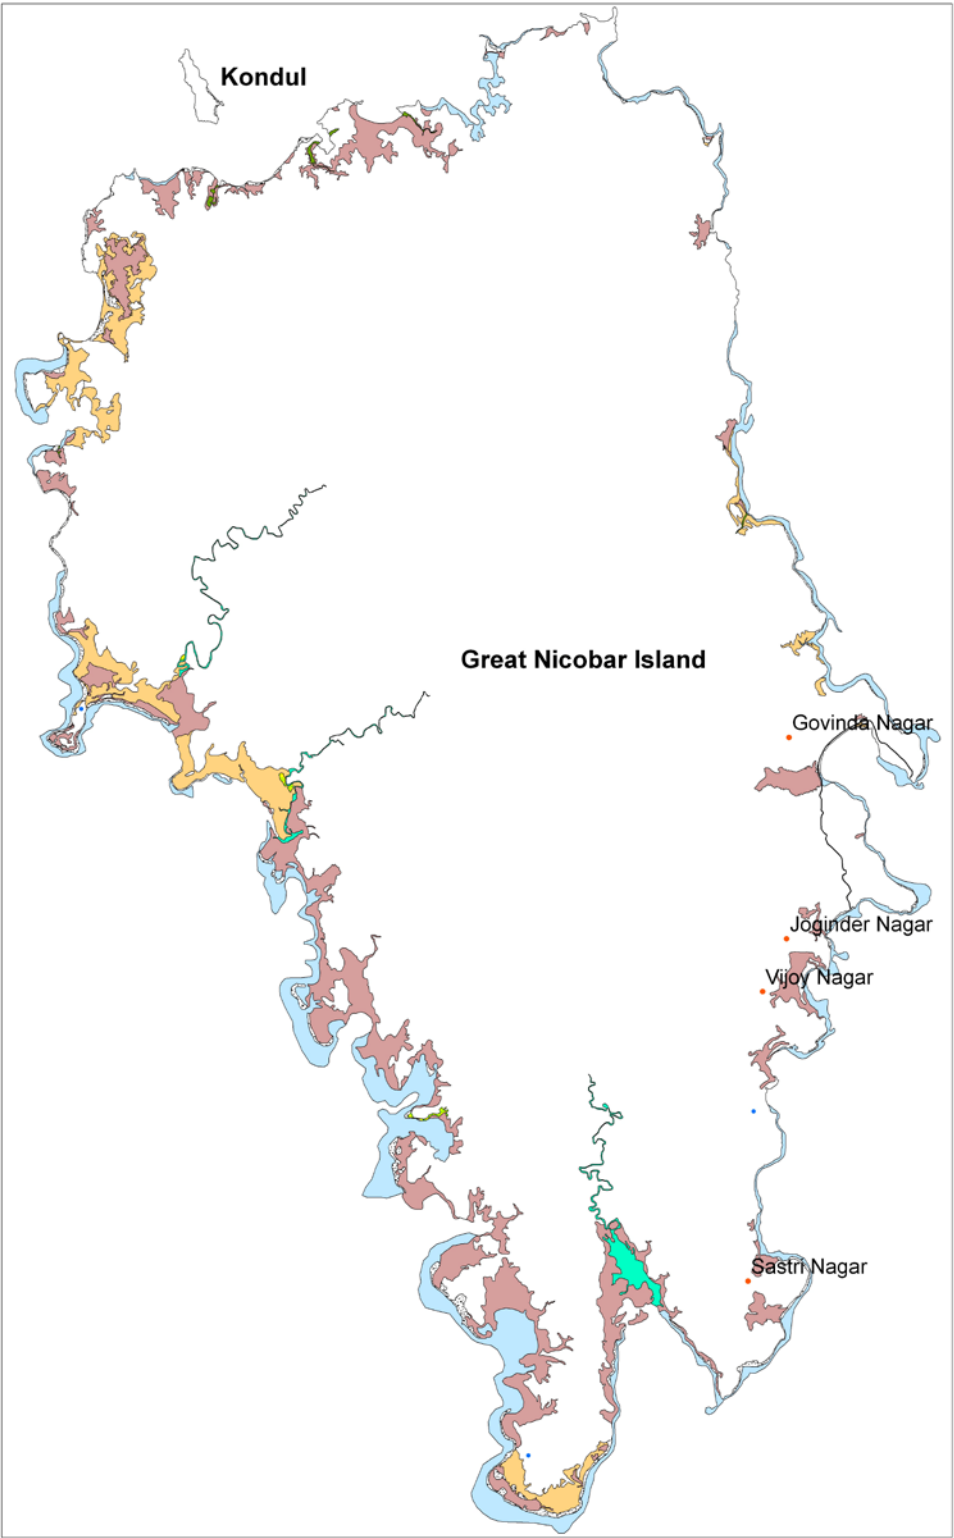 Kondul
Great Nicobar Island
Govinda Nagar
Joginder Nagar
Vijoy Nagar
Sastri Nagar